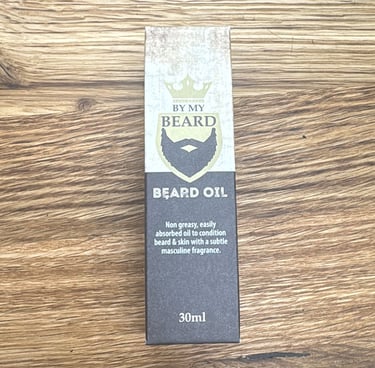 BY MY
BEARD
BEARD OIL
Non greasy, easily
absorbed oil to condition
beard & skin with a subtle
masculine fragrance.
30ml